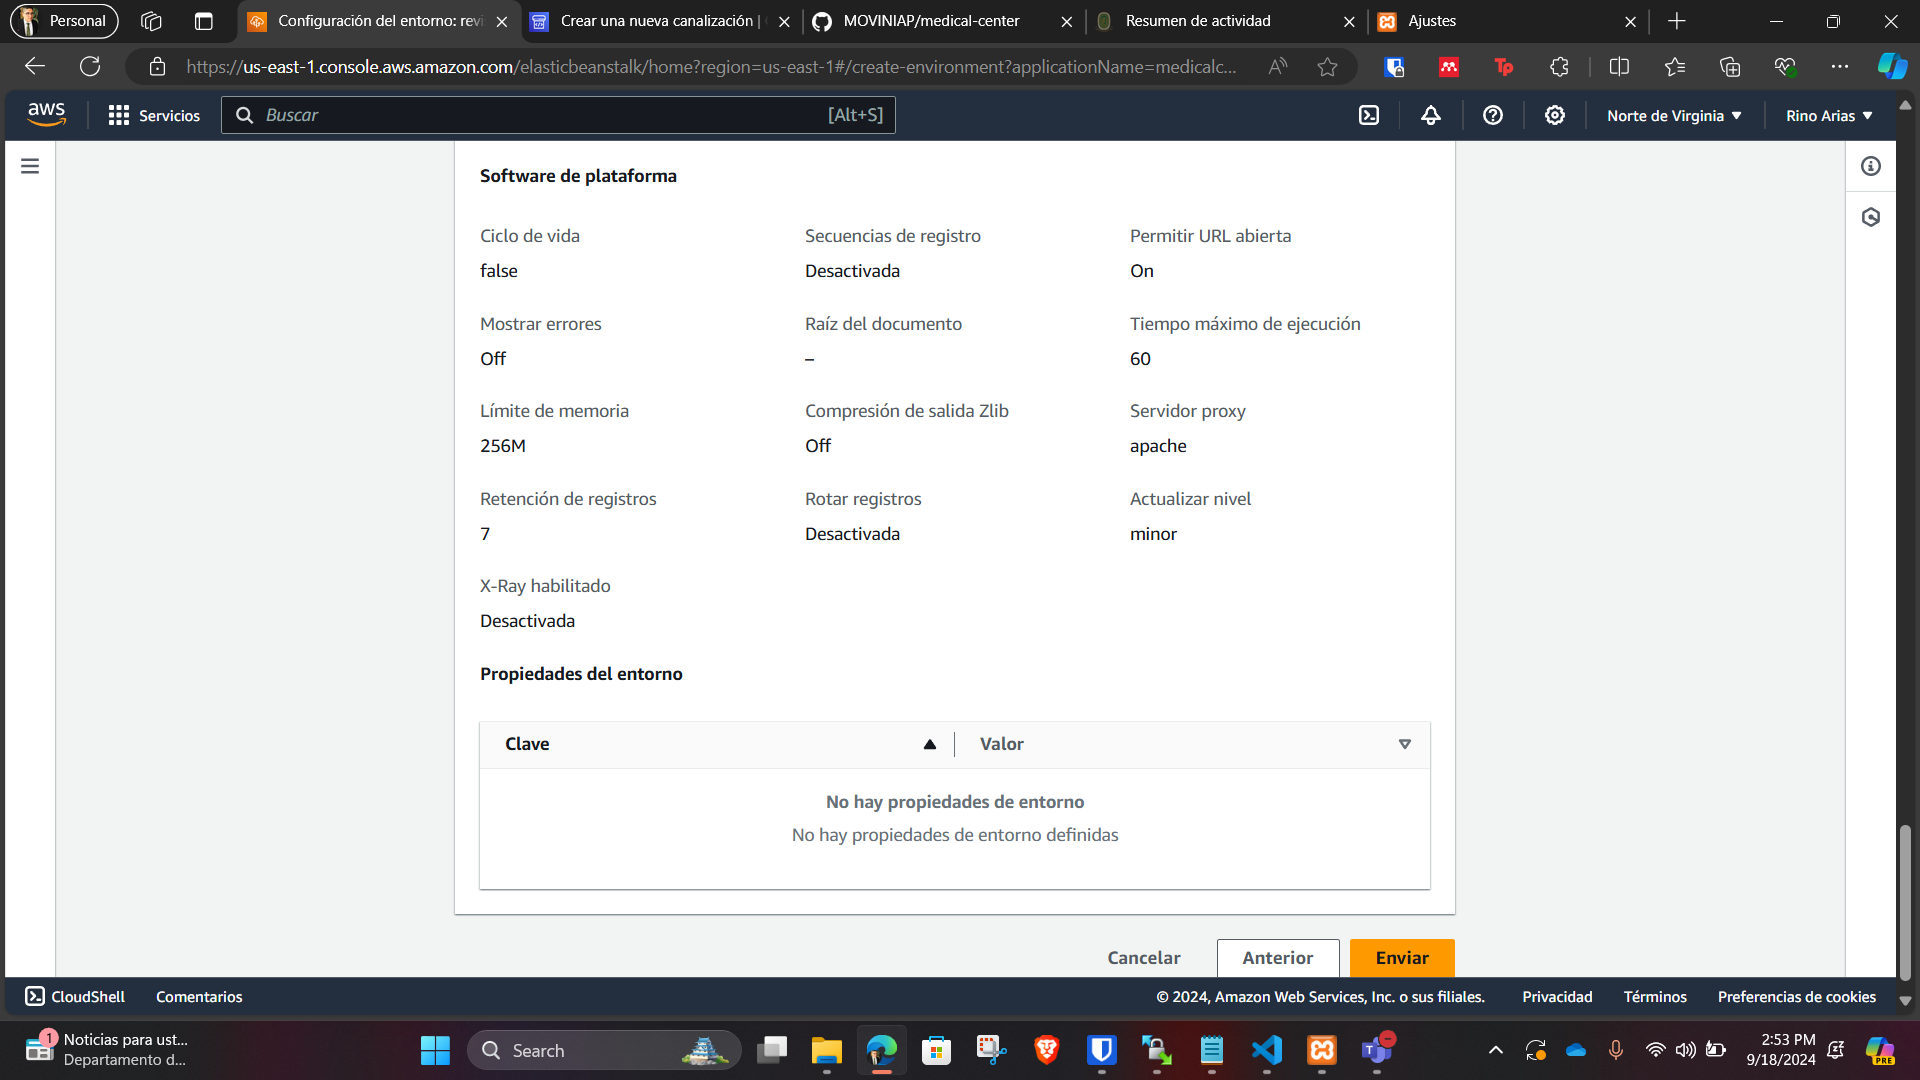 Personal
Configuración del entorno: revi
Crear una nueva canalización |
MOVINIAP/medical-center
Resumen de actividad
Ajustes
https://us-east-1.console.aws.amazon.com/elasticbeanstalk/home?region=us-east-1#/create-environment?applicationName=medicalc...
aws
Servicios
Buscar
[Alt+S]
Norte de Virginia
Rino Arias
Software de plataforma
Ciclo de vida
false
Secuencias de registro
Desactivada
Permitir URL abierta
On
Mostrar errores
Off
Raíz del documento
–
Tiempo máximo de ejecución
60
Límite de memoria
256M
Compresión de salida Zlib
Off
Servidor proxy
apache
Retención de registros
7
Rotar registros
Desactivada
Actualizar nivel
minor
X-Ray habilitado
Desactivada
Propiedades del entorno
Clave
Valor
No hay propiedades de entorno
No hay propiedades de entorno definidas
Cancelar
Anterior
Enviar
CloudShell
Comentarios
© 2024, Amazon Web Services, Inc. o sus filiales.
Privacidad
Términos
Preferencias de cookies
1
Noticias para ust...
Departamento d...
Search
2:53 PM
9/18/2024
PRE